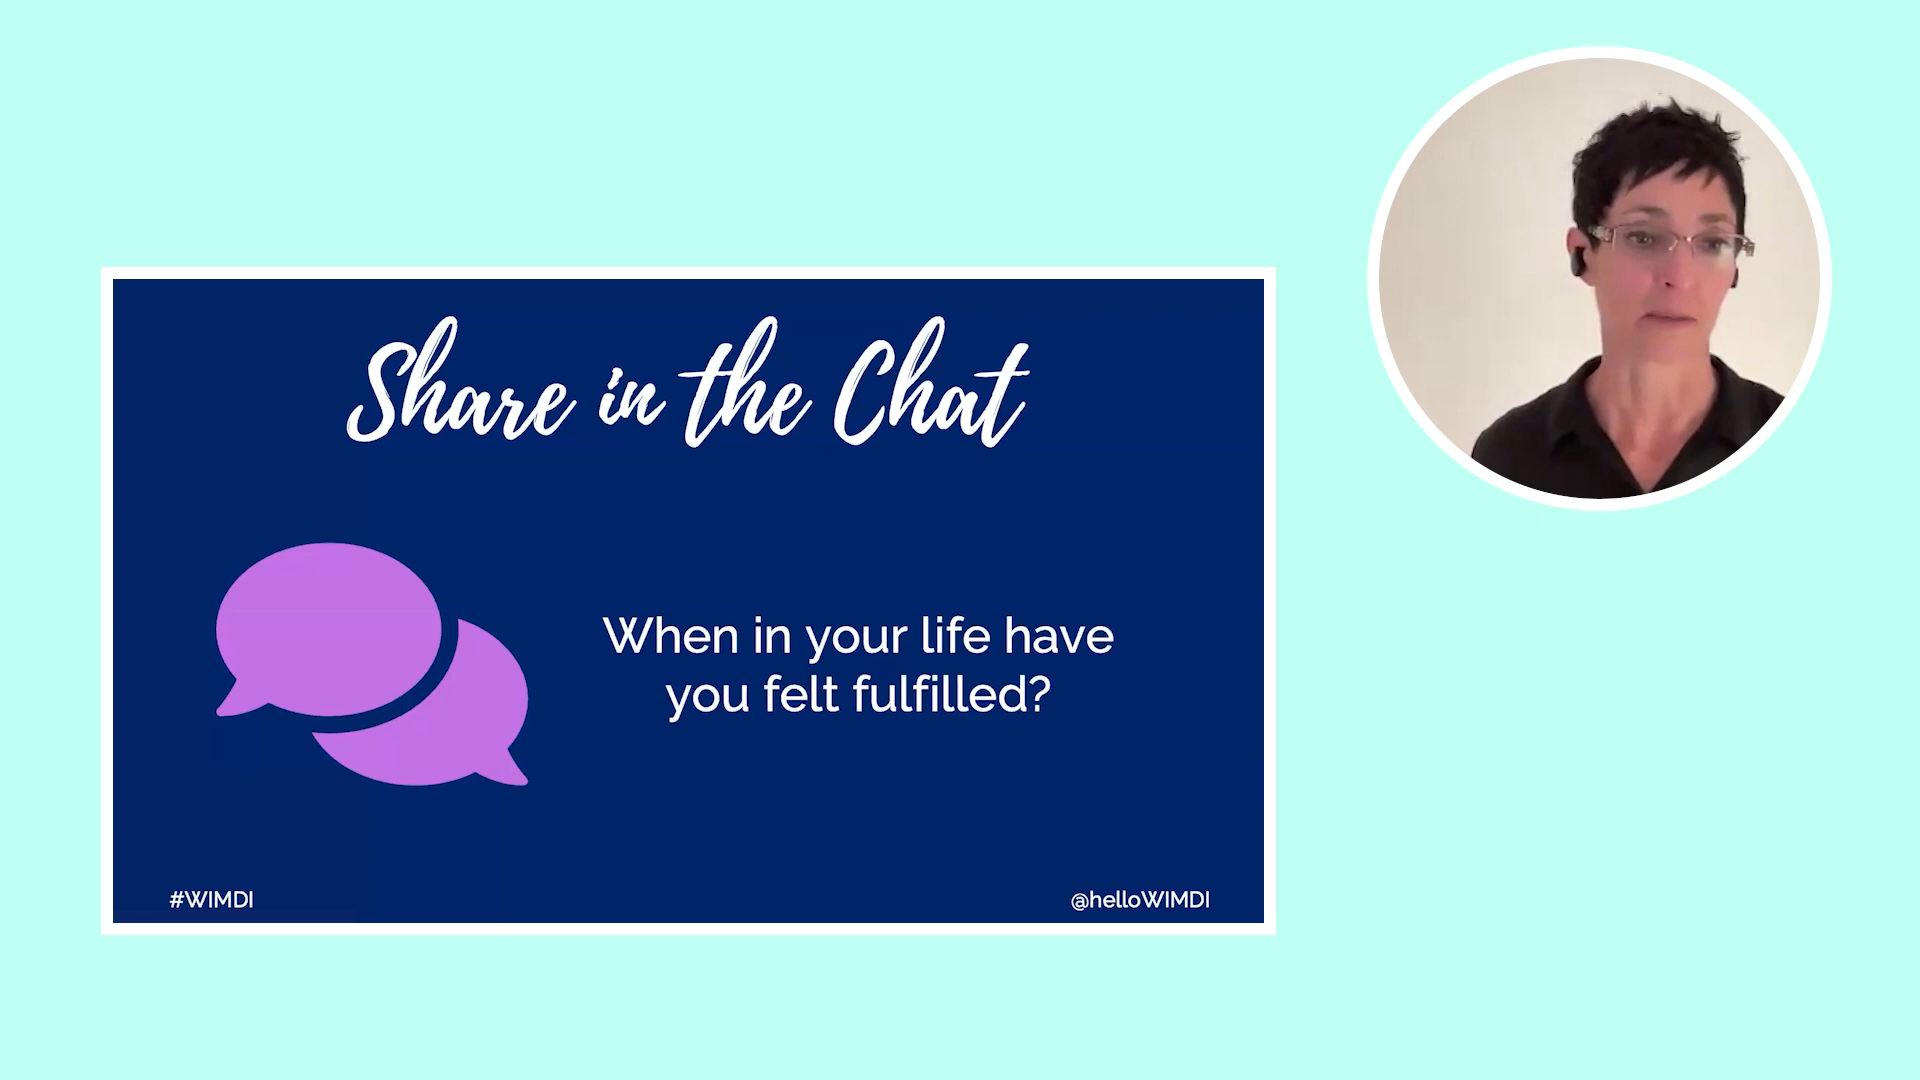 Share in the Chat
When in your life have
you felt fulfilled?
#WIMDI
@helloWIMDI